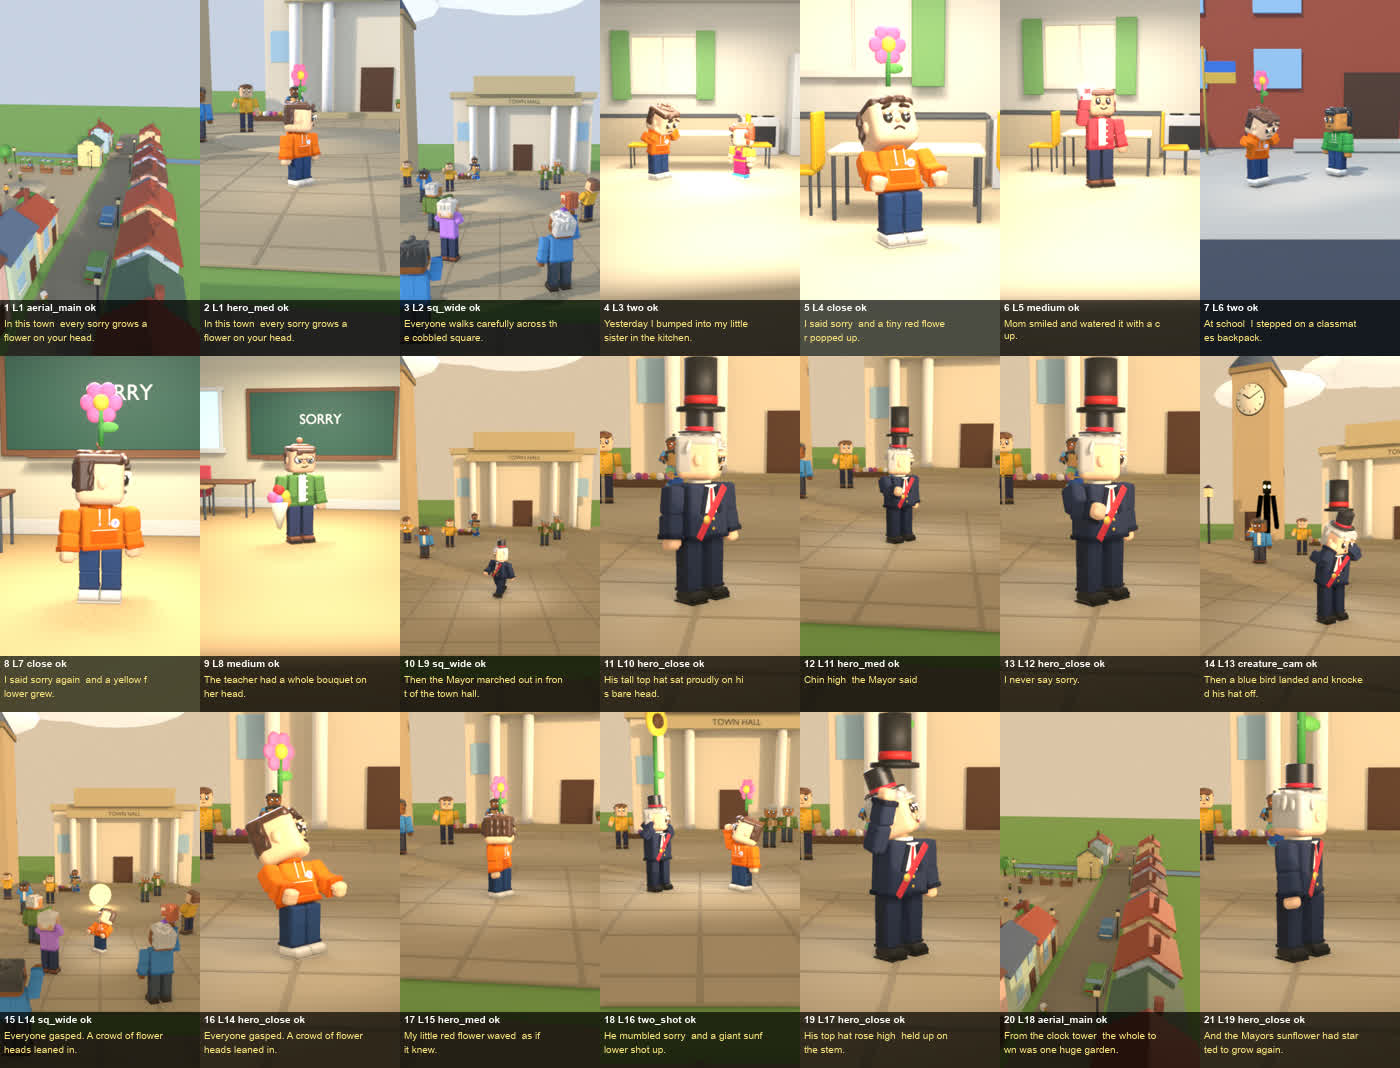 TOWN HALL
1 L1 aerial_main ok
In this town  every sorry grows a
flower on your head.
2 L1 hero_med ok
In this town  every sorry grows a
flower on your head.
3 L2 sq_wide ok
Everyone walks carefully across th
e cobbled square.
4 L3 two ok
Yesterday I bumped into my little
sister in the kitchen.
5 L4 close ok
I said sorry  and a tiny red flowe
r popped up.
6 L5 medium ok
Mom smiled and watered it with a c
up.
7 L6 two ok
At school  I stepped on a classmat
es backpack.
RRY
SORRY
8 L7 close ok
I said sorry again  and a yellow f
lower grew.
9 L8 medium ok
The teacher had a whole bouquet on
her head.
TOWN HALL
10 L9 sq_wide ok
Then the Mayor marched out in fron
t of the town hall.
11 L10 hero_close ok
His tall top hat sat proudly on hi
s bare head.
12 L11 hero_med ok
Chin high  the Mayor said
13 L12 hero_close ok
I never say sorry.
14 L13 creature_cam ok
Then a blue bird landed and knocke
d his hat off.
TOWN HALL
15 L14 sq_wide ok
Everyone gasped. A crowd of flower
heads leaned in.
16 L14 hero_close ok
Everyone gasped. A crowd of flower
heads leaned in.
17 L15 hero_med ok
My little red flower waved  as if
it knew.
TOWN HALL
18 L16 two_shot ok
He mumbled sorry  and a giant sunf
lower shot up.
19 L17 hero_close ok
His top hat rose high  held up on
the stem.
20 L18 aerial_main ok
From the clock tower  the whole to
wn was one huge garden.
21 L19 hero_close ok
And the Mayors sunflower had star
ted to grow again.